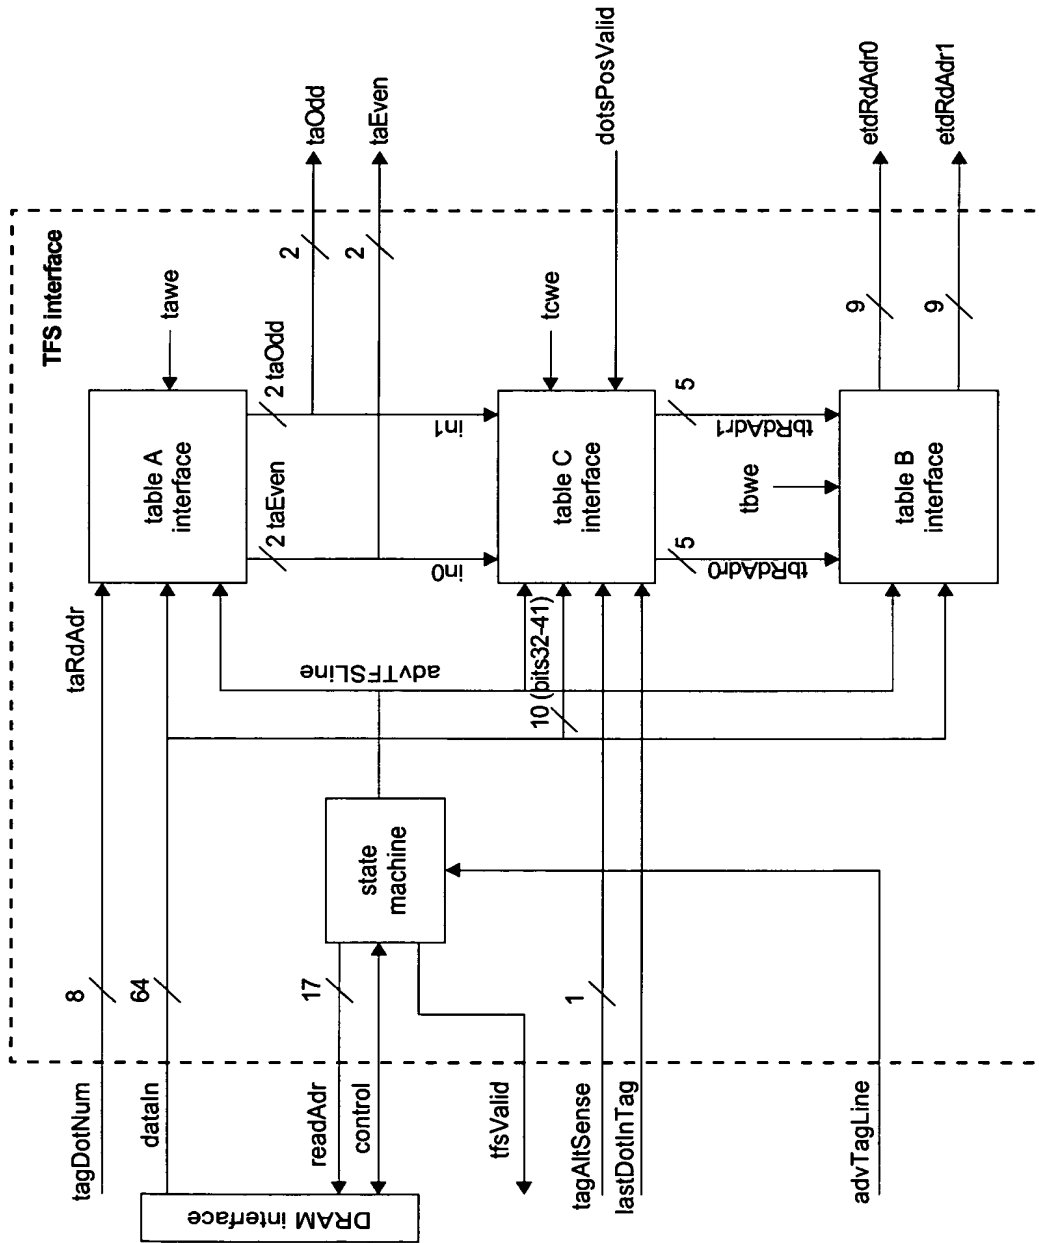 TFS interface
tagDotNum
8
taRdAdr
dataIn
64
table A
interface
tawe
2 taEven
2 taOdd
2
taOdd
2
taEven
DRAM interface
readAdr
17
control
state
machine
tfsValid
advTFSLine
10 (bits32-41)
in0
in1
table C
interface
tcwe
dotsPosValid
tagAltSense
1
lastDotInTag
5
tbRdAdr0
5
tbRdAdr1
tbwe
table B
interface
9
etdRdAdr0
9
etdRdAdr1
advTagLine